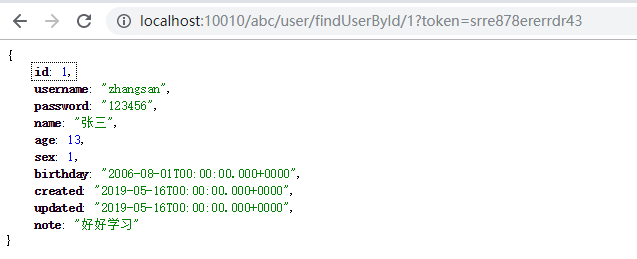 localhost:10010/abc/user/findUserById/1?token=srre878ererrdr43
{
id: 1,
username: "zhangsan",
password: "123456",
name: "张三",
age: 13,
sex: 1,
birthday: "2006-08-01T00:00:00.000+0000",
created: "2019-05-16T00:00:00.000+0000",
updated: "2019-05-16T00:00:00.000+0000",
note: "好好学习"
}